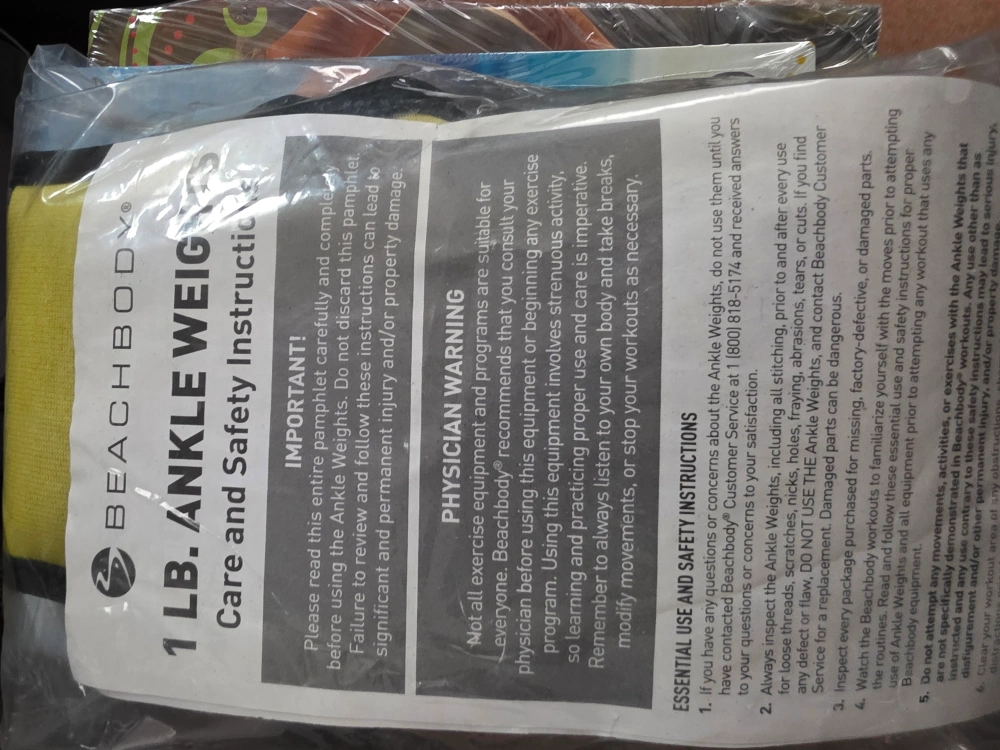 BEACHBODY®
1 LB. ANKLE WEIGHTS
Care and Safety Instructions
IMPORTANT!
Please read this entire pamphlet carefully and completely
before using the Ankle Weights. Do not discard this pamphlet.
Failure to review and follow these instructions can lead to
significant and permanent injury and/or property damage.
PHYSICIAN WARNING
Not all exercise equipment and programs are suitable for
everyone. Beachbody® recommends that you consult your
physician before using this equipment or beginning any exercise
program. Using this equipment involves strenuous activity,
so learning and practicing proper use and care is imperative.
Remember to always listen to your own body and take breaks,
modify movements, or stop your workouts as necessary.
ESSENTIAL USE AND SAFETY INSTRUCTIONS
1. If you have any questions or concerns about the Ankle Weights, do not use them until you
have contacted Beachbody® Customer Service at 1 (800) 818-5174 and received answers
to your questions or concerns to your satisfaction.
2. Always inspect the Ankle Weights, including all stitching, prior to and after every use
for loose threads, scratches, nicks, holes, fraying, abrasions, tears, or cuts. If you find
any defect or flaw, DO NOT USE THE Ankle Weights, and contact Beachbody Customer
Service for a replacement. Damaged parts can be dangerous.
3. Inspect every package purchased for missing, factory-defective, or damaged parts.
4. Watch the Beachbody workouts to familiarize yourself with the moves prior to attempting
the routines. Read and follow these essential use and safety instructions for proper
use of Ankle Weights and all equipment prior to attempting any workout that uses any
Beachbody equipment.
5. Do not attempt any movements, activities, or exercises with the Ankle Weights that
are not specifically demonstrated in Beachbody® workouts. Any use other than as
instructed and any use contrary to these safety instructions may lead to serious injury,
disfigurement and/or other permanent injury, and/or property damage.
6. Clear your workout area of any